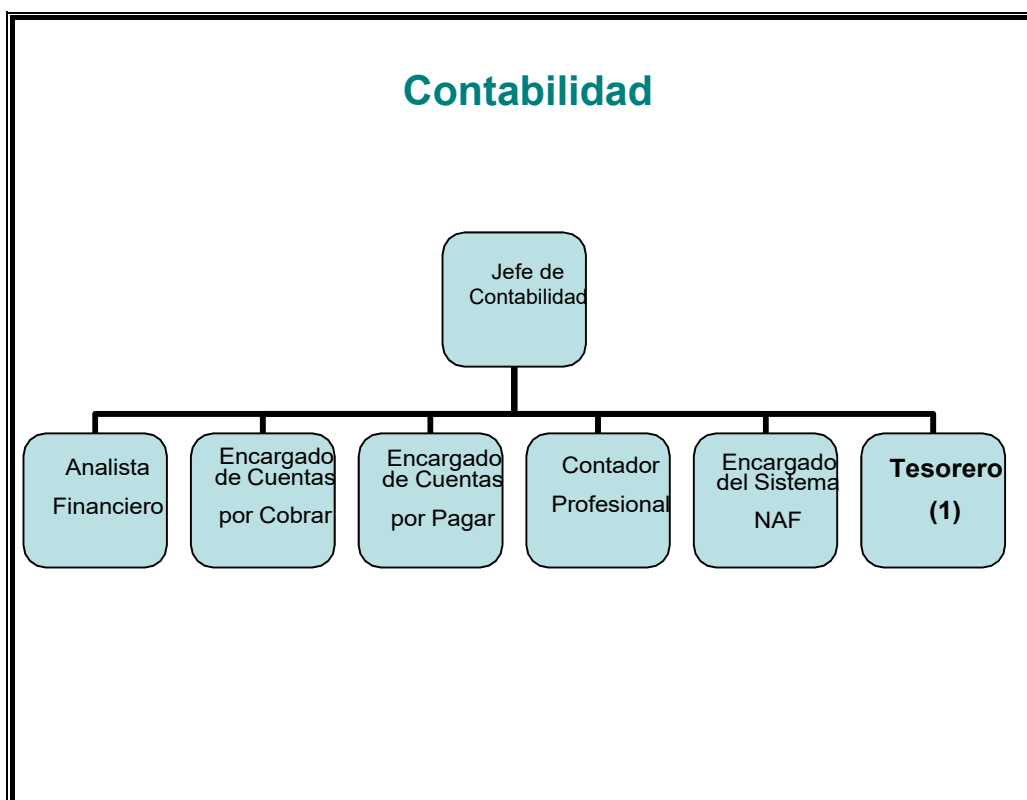 Contabilidad
Jefe de
Contabilidad
Analista
Financiero
Encargado
de Cuentas
por Cobrar
Encargado
de Cuentas
por Pagar
Contador
Profesional
Encargado
del Sistema
NAF
Tesorero
(1)